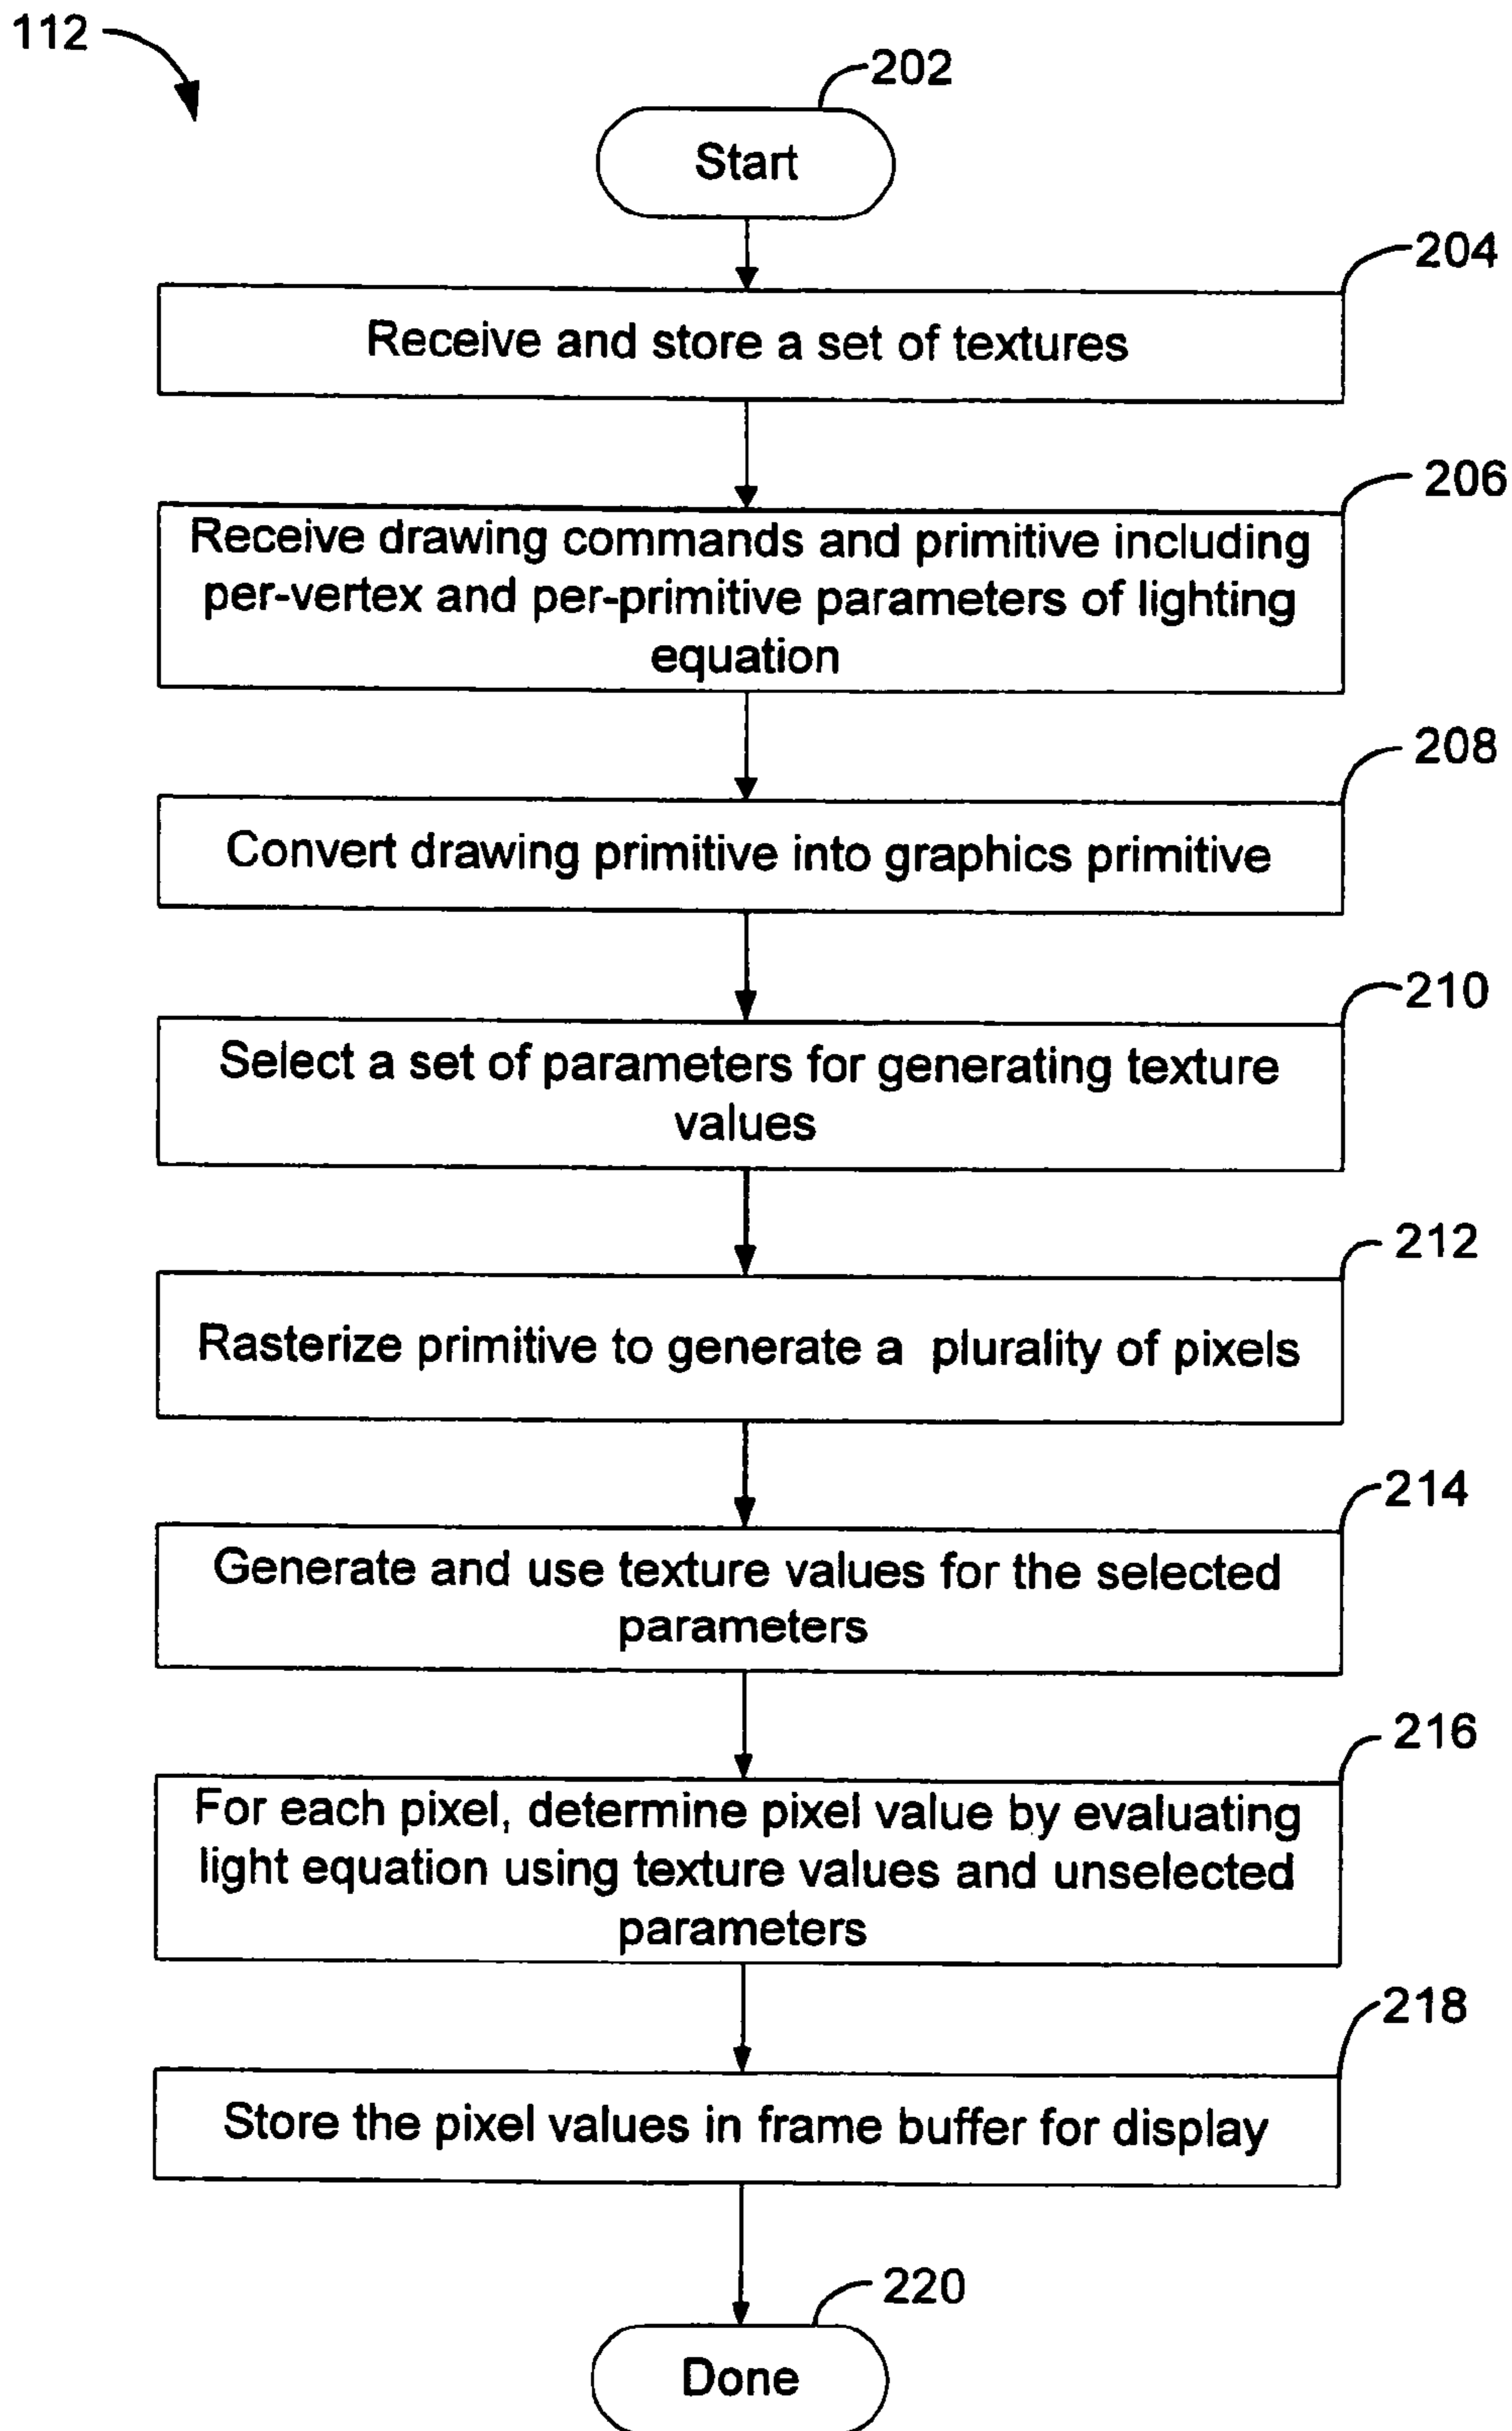 112
202
Start
204
Receive and store a set of textures
206
Receive drawing commands and primitive including
per-vertex and per-primitive parameters of lighting
equation
208
Convert drawing primitive into graphics primitive
210
Select a set of parameters for generating texture
values
212
Rasterize primitive to generate a plurality of pixels
214
Generate and use texture values for the selected
parameters
216
For each pixel, determine pixel value by evaluating
light equation using texture values and unselected
parameters
218
Store the pixel values in frame buffer for display
220
Done